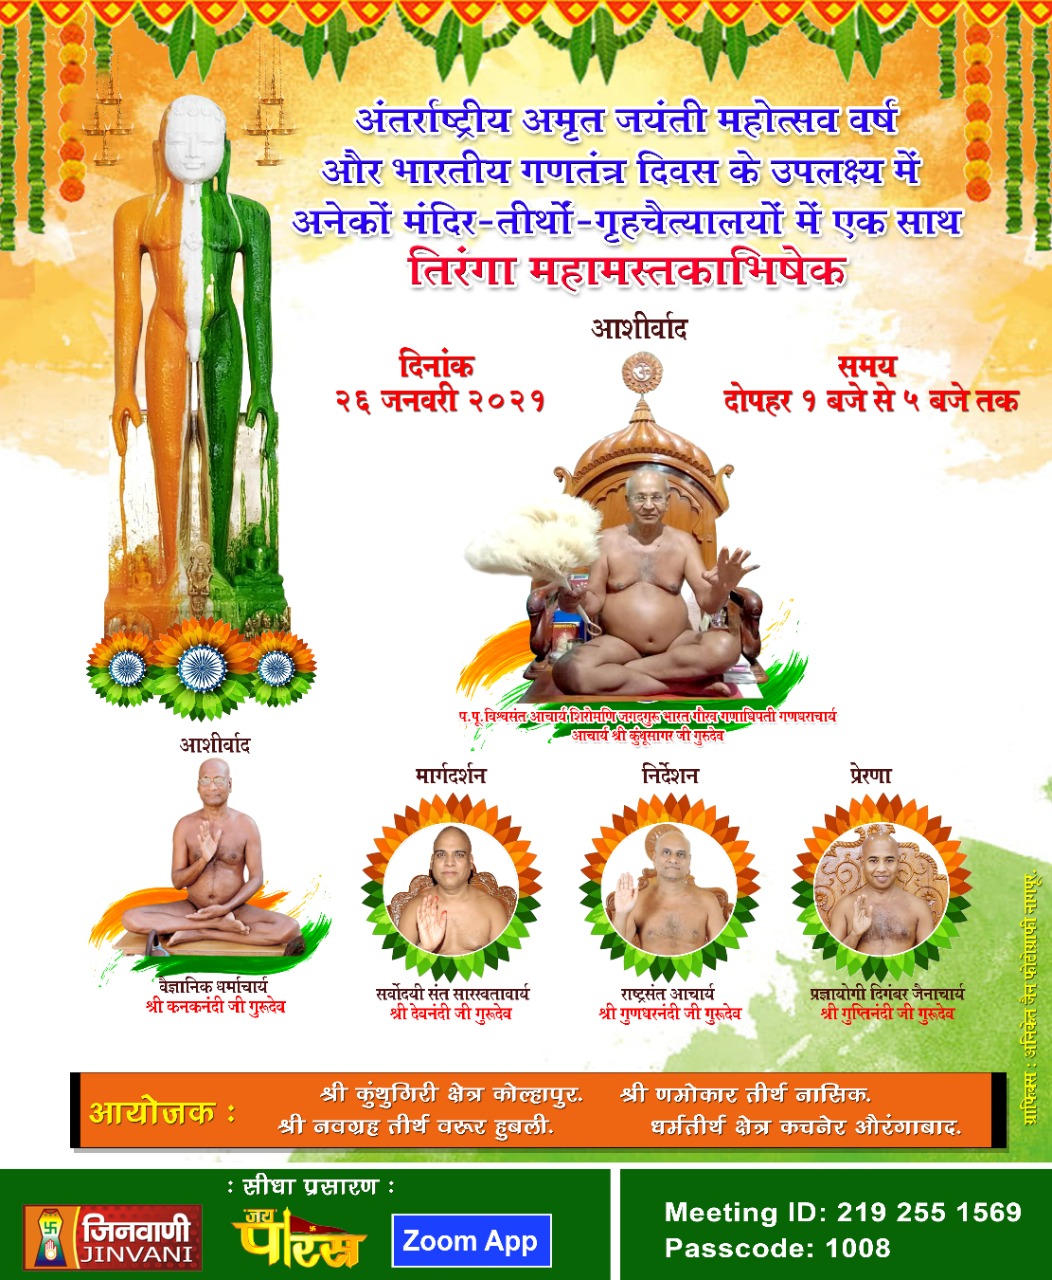 अंतर्राष्ट्रीय अमृत जयंती महोत्सव वर्ष
और भारतीय गणतंत्र दिवस के उपलक्ष्य में
अनेकों मंदिर-तीर्थों-गृहचैत्यालयों में एक साथ
तिरंगा महामस्तकाभिषेक
आशीर्वाद
दिनांक
२६ जनवरी २०२१
समय
दोपहर १ बजे से ५ बजे तक
प.पू. विश्वसंत आचार्य शिरोमणि जगदगुरू भारत गौरव गणाधिपती गणधराचार्य
आचार्य श्री कुंथूसागर जी गुरूदेव
आशीर्वाद
वैज्ञानिक धर्माचार्य
श्री कनकनंदी जी गुरूदेव
मार्गदर्शन
सर्वोदयी संत सारस्वताचार्य
श्री देवनंदी जी गुरूदेव
निर्देशन
राष्ट्रसंत आचार्य
श्री गुणधरनंदी जी गुरूदेव
प्रेरणा
प्रज्ञायोगी दिगंबर जैनाचार्य
श्री गुप्तिनंदी जी गुरूदेव
ग्राफिक्स : अनिकेत जैन फोटोग्राफी नागपूर.
आयोजक :
श्री कुंथुगिरी क्षेत्र कोल्हापुर. श्री णमोकार तीर्थ नासिक.
श्री नवग्रह तीर्थ वरूर हुबली. धर्मतीर्थ क्षेत्र कचनेर औरंगाबाद.
: सीधा प्रसारण :
जिनवाणी
JINVANI
जय
पारस
Zoom App
Meeting ID: 219 255 1569
Passcode: 1008